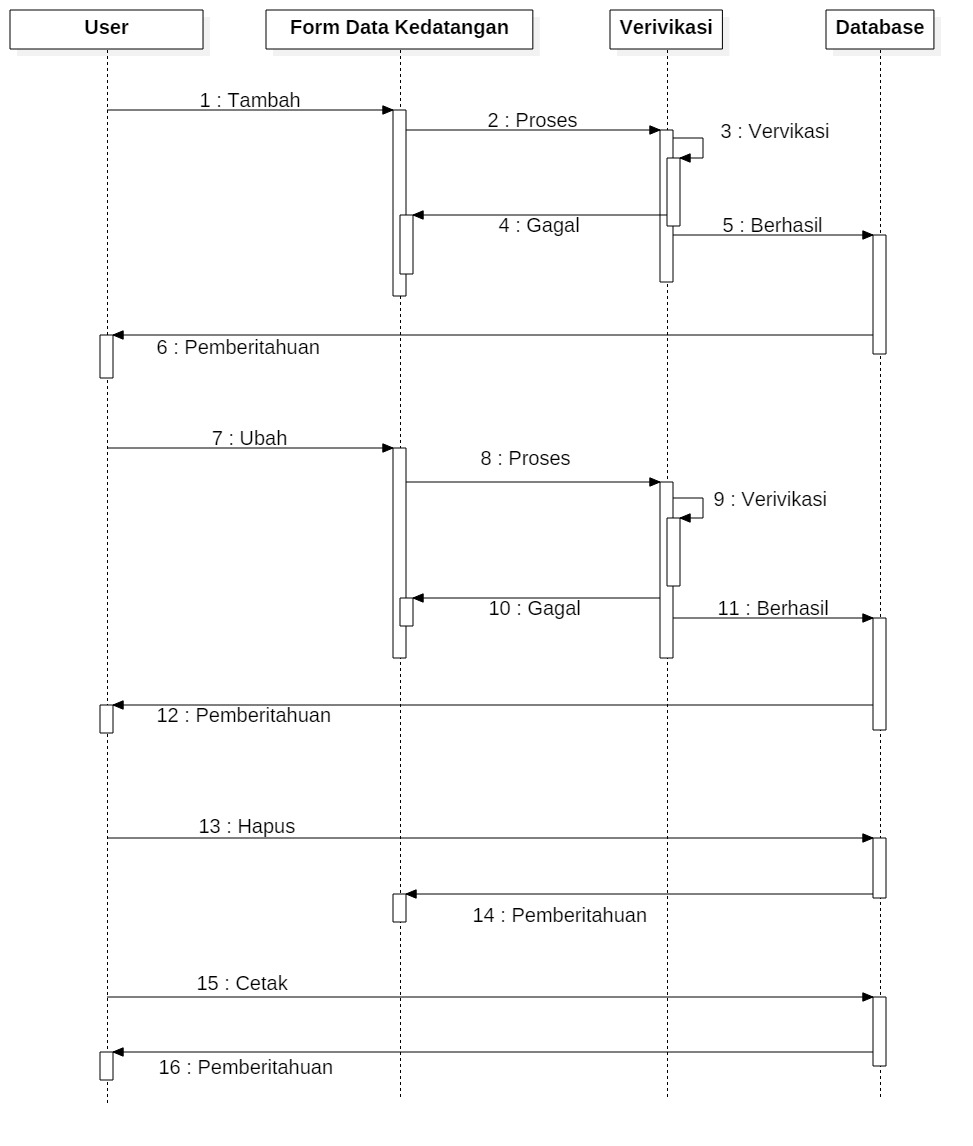 User
Form Data Kedatangan
Verivikasi
Database
1 : Tambah
2 : Proses
3 : Vervikasi
4 : Gagal
5 : Berhasil
6 : Pemberitahuan
7 : Ubah
8 : Proses
9 : Verivikasi
10 : Gagal
11 : Berhasil
12 : Pemberitahuan
13 : Hapus
14 : Pemberitahuan
15 : Cetak
16 : Pemberitahuan